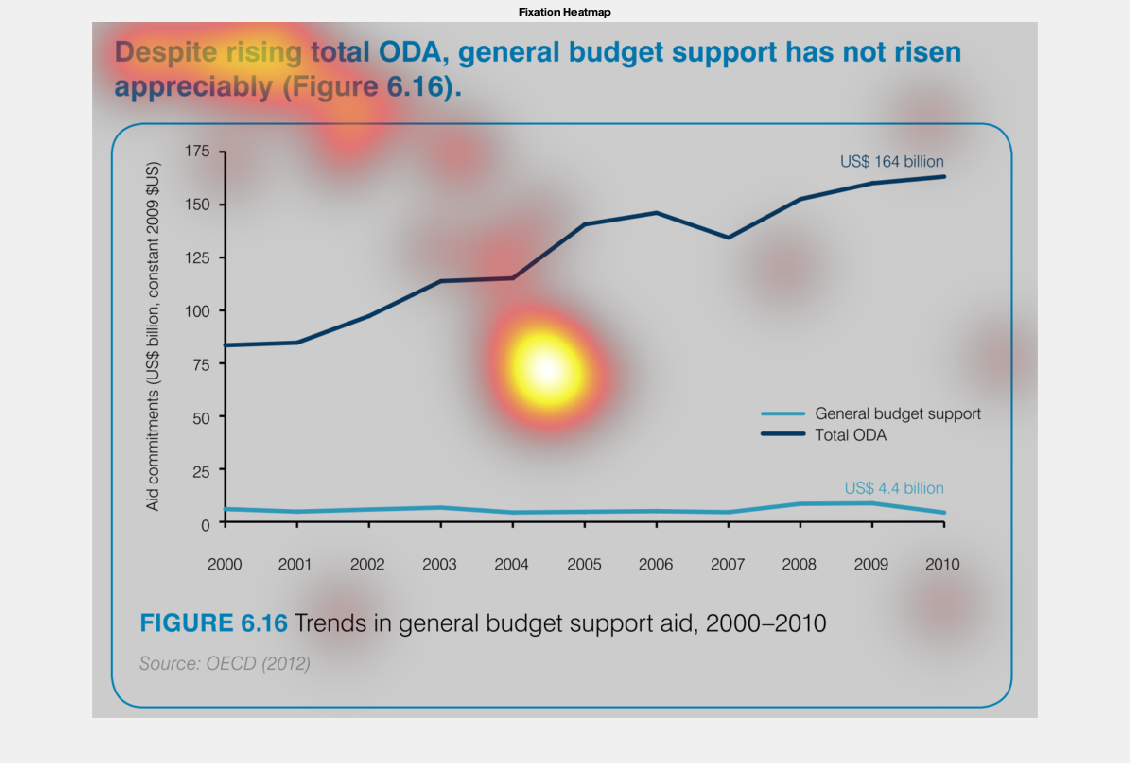 Fixation Heatmap
Despite rising total ODA, general budget support has not risen
appreciably (Figure 6.16).
Aid commitments (US$ billion, constant 2009 $US)
175
150
125
100
75
50
25
0
US$ 164 billion
General budget support
Total ODA
US$ 4.4 billion
2000 2001 2002 2003 2004 2005 2006 2007 2008 2009 2010
FIGURE 6.16 Trends in general budget support aid, 2000–2010
Source: OECD (2012)